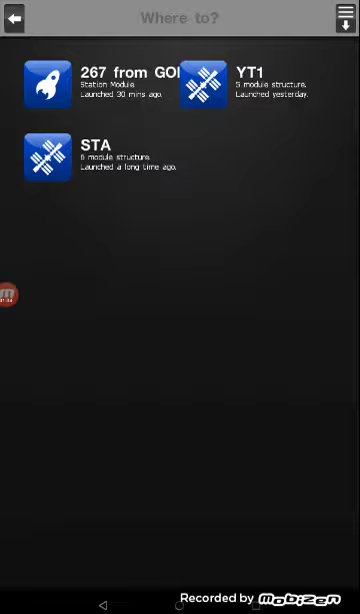 Where to?
267 from GO
Station Module.
Launched 30 mins ago.
YT1
5 module structure.
Launched yesterday.
STA
6 module structure.
Launched a long time ago.
Recorded by mobizen